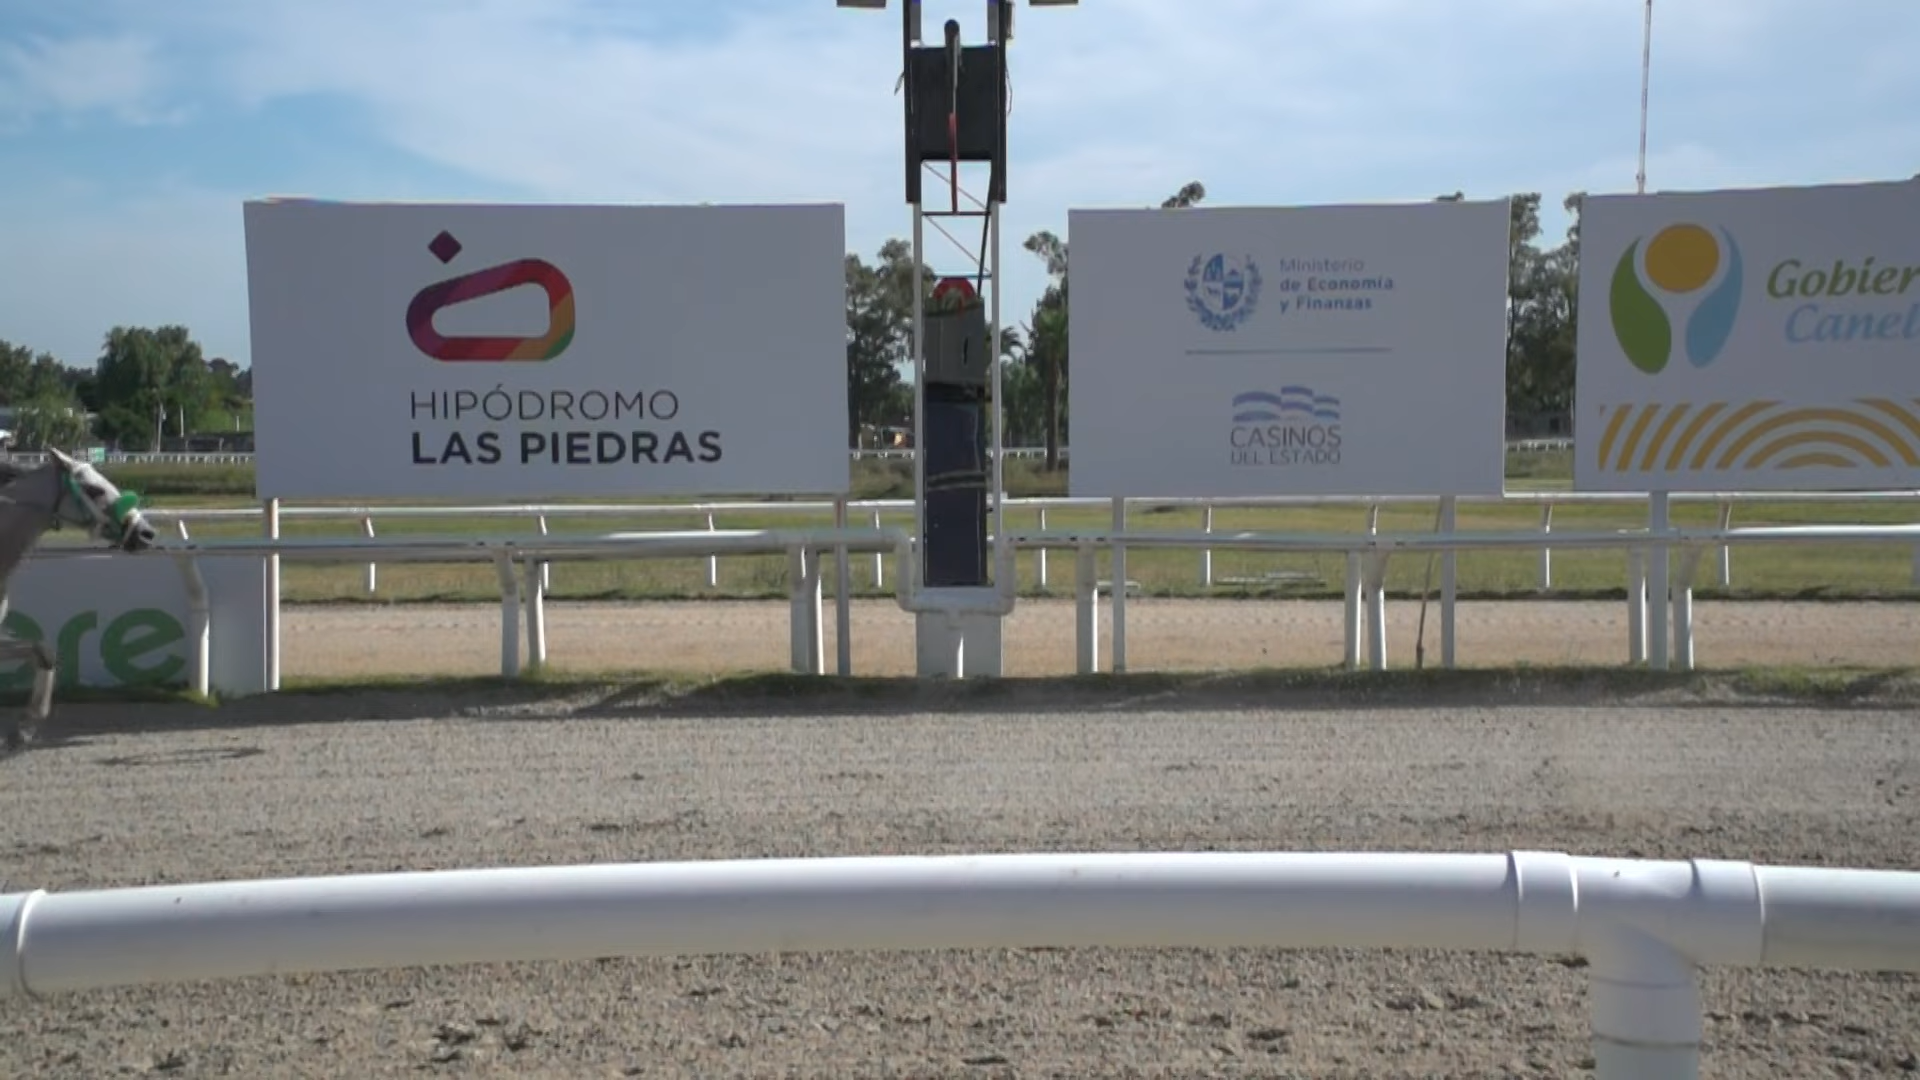 HIPÓDROMO
LAS PIEDRAS
Ministerio
de Economía
y Finanzas
CASINOS
DEL ESTADO
Gobier
Canel
ere